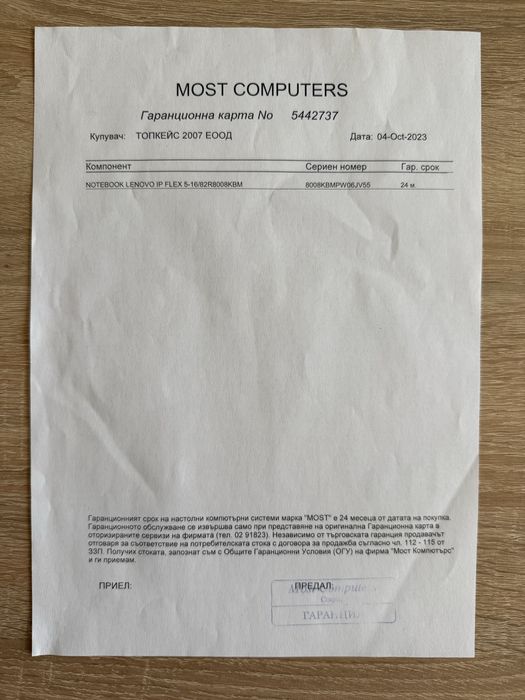 MOST COMPUTERS
Гаранционна карта No 5442737
Купувач: ТОПКЕЙС 2007 ЕООД Дата: 04-Oct-2023
Компонент Сериен номер Гар. срок
NOTEBOOK LENOVO IP FLEX 5-16/82R8008KBM 8008KBMPW06JV55 24 м.
Гаранционният срок на настолни компютърни системи марка "MOST" е 24 месеца от датата на покупка.
Гаранционното обслужване се извършва само при представяне на оригинална Гаранционна карта в
оторизираните сервизи на фирмата (тел. 02 91823). Независимо от търговската гаранция продавачът
отговаря за съответствие на потребителската стока с договора за продажба съгласно чл. 112 - 115 от
ЗЗП. Получих стоката, запознат съм с Общите Гаранционни Условия (ОГУ) на фирма "Мост Компютърс"
и ги приемам.
ПРИЕЛ: ПРЕДАЛ: